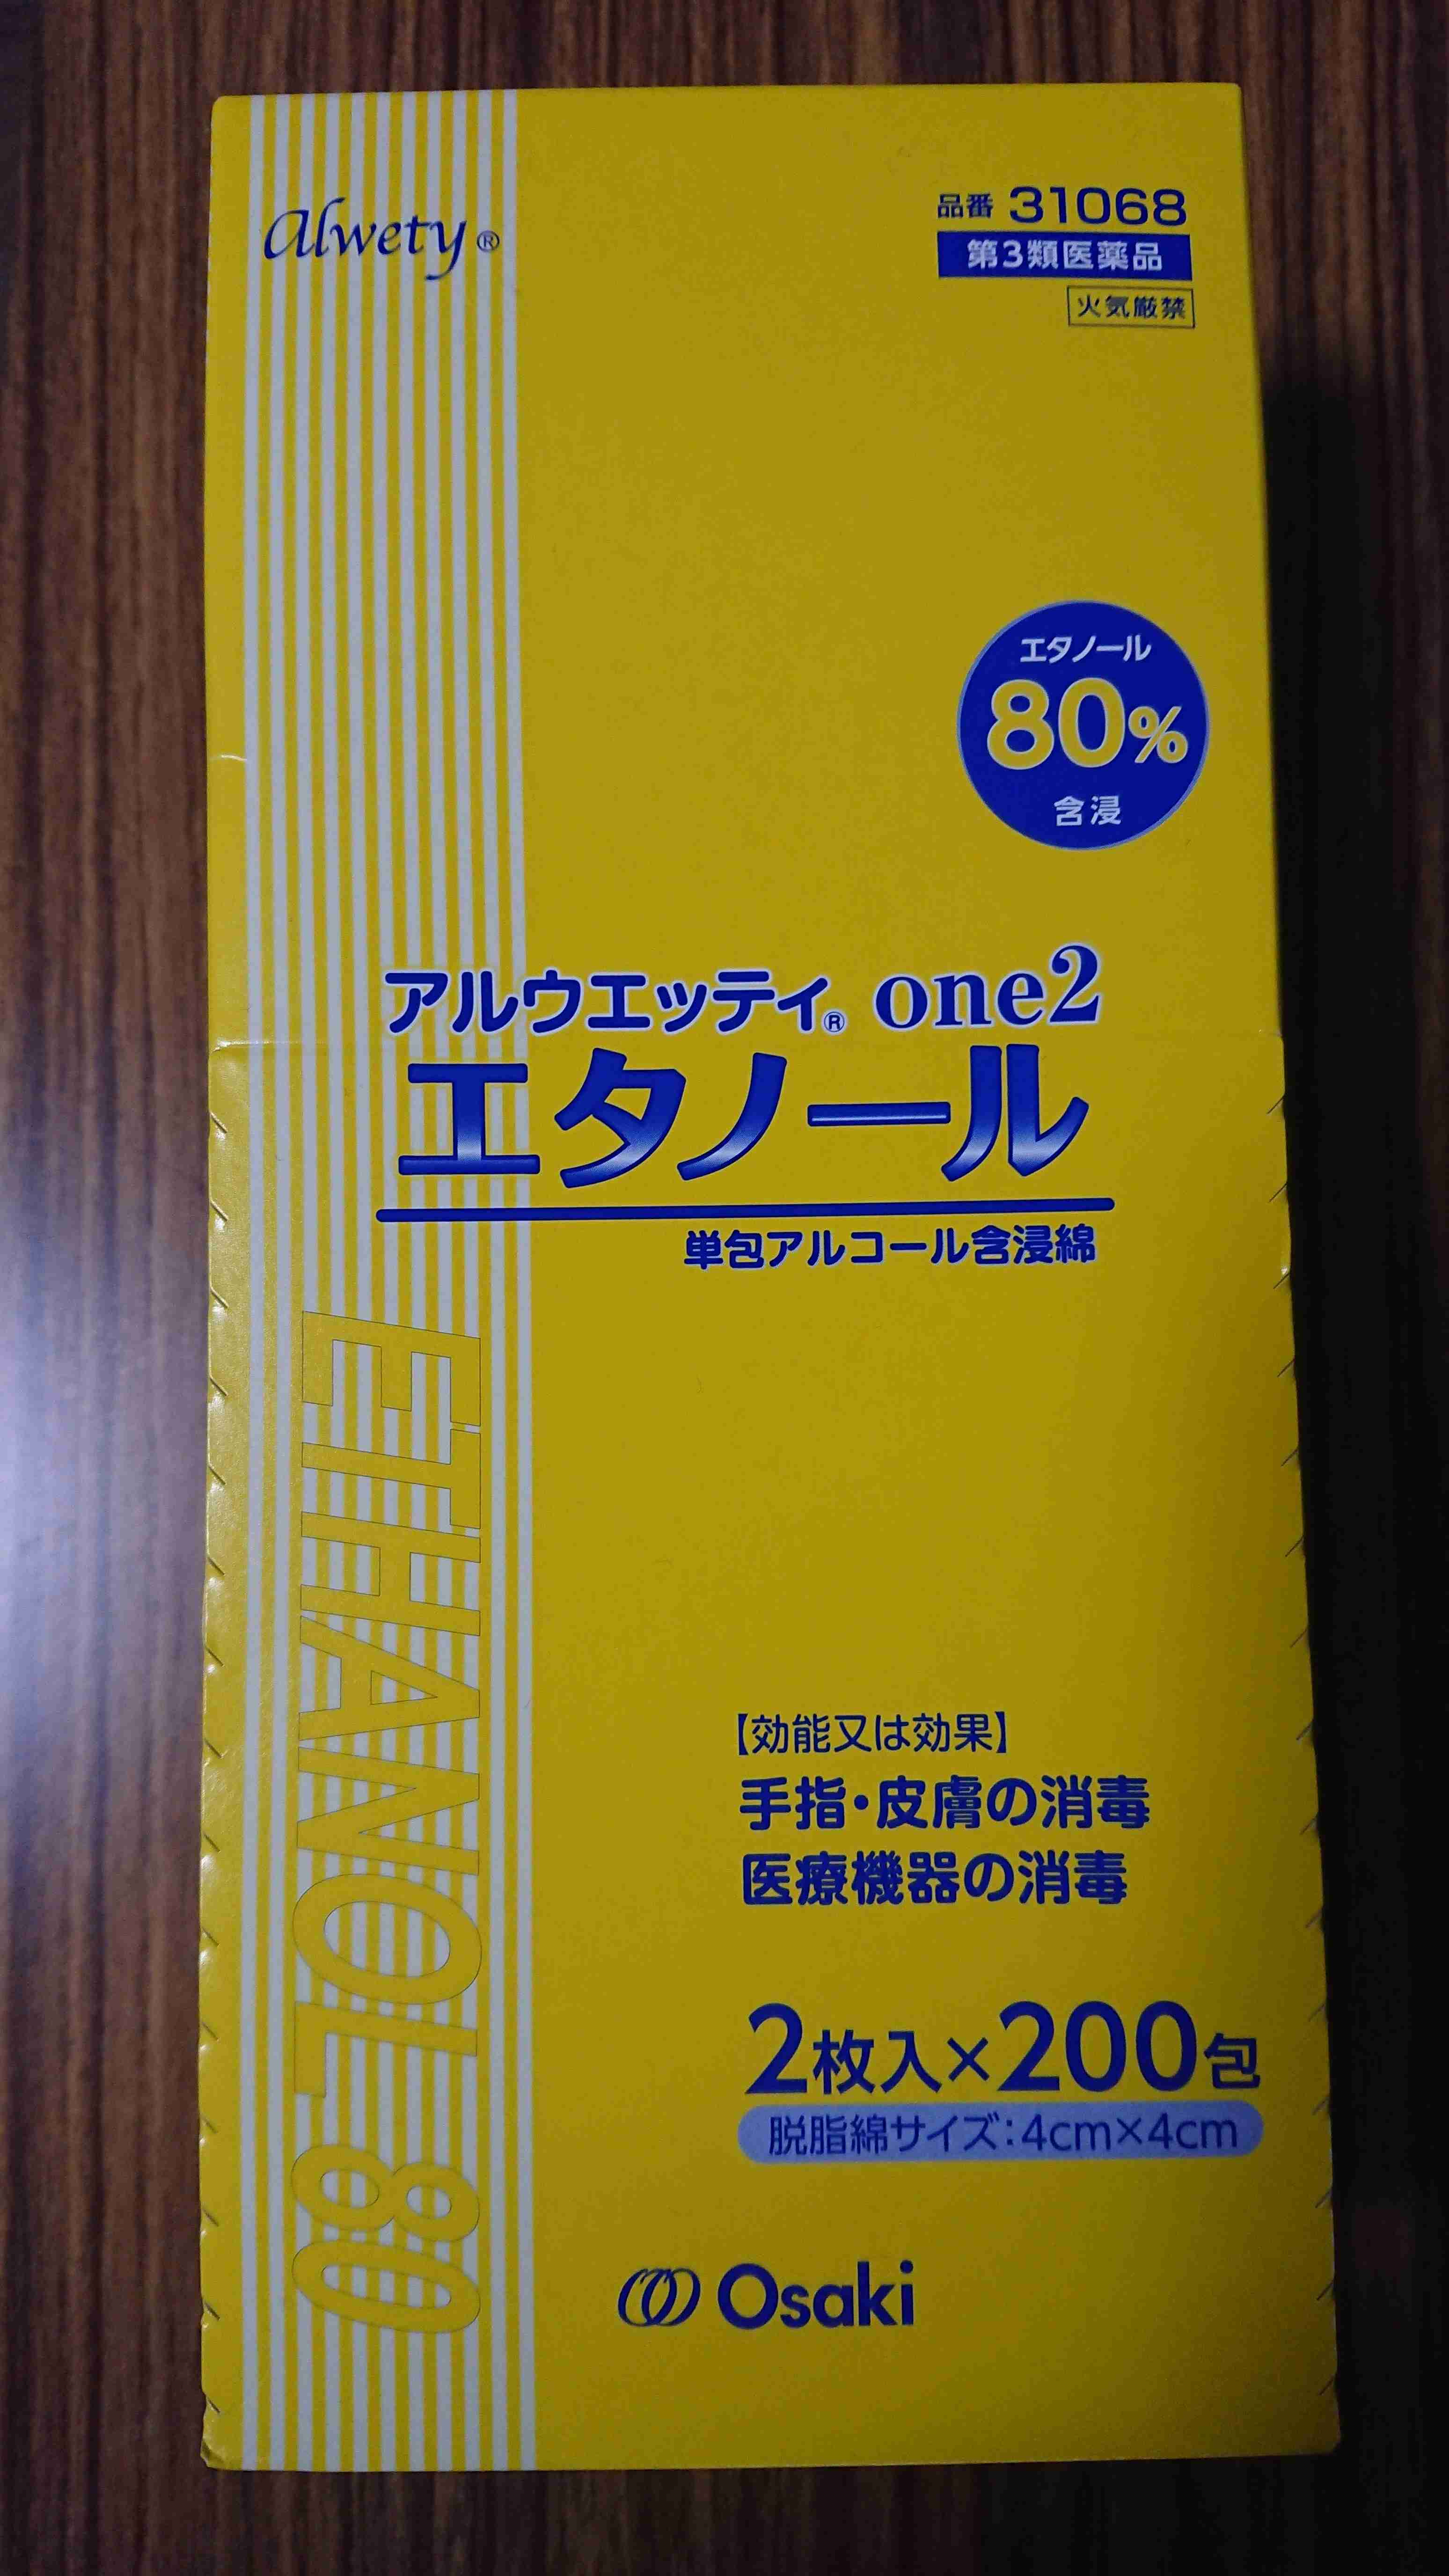 alwety®
品番 31068
第3類医薬品
火気厳禁
エタノール
80%
含浸
アルウエッティ® one2
エタノール
単包アルコール含浸綿
ETHANOL 80
【効能又は効果】
手指・皮膚の消毒
医療機器の消毒
2枚入×200包
脱脂綿サイズ:4cm×4cm
Osaki